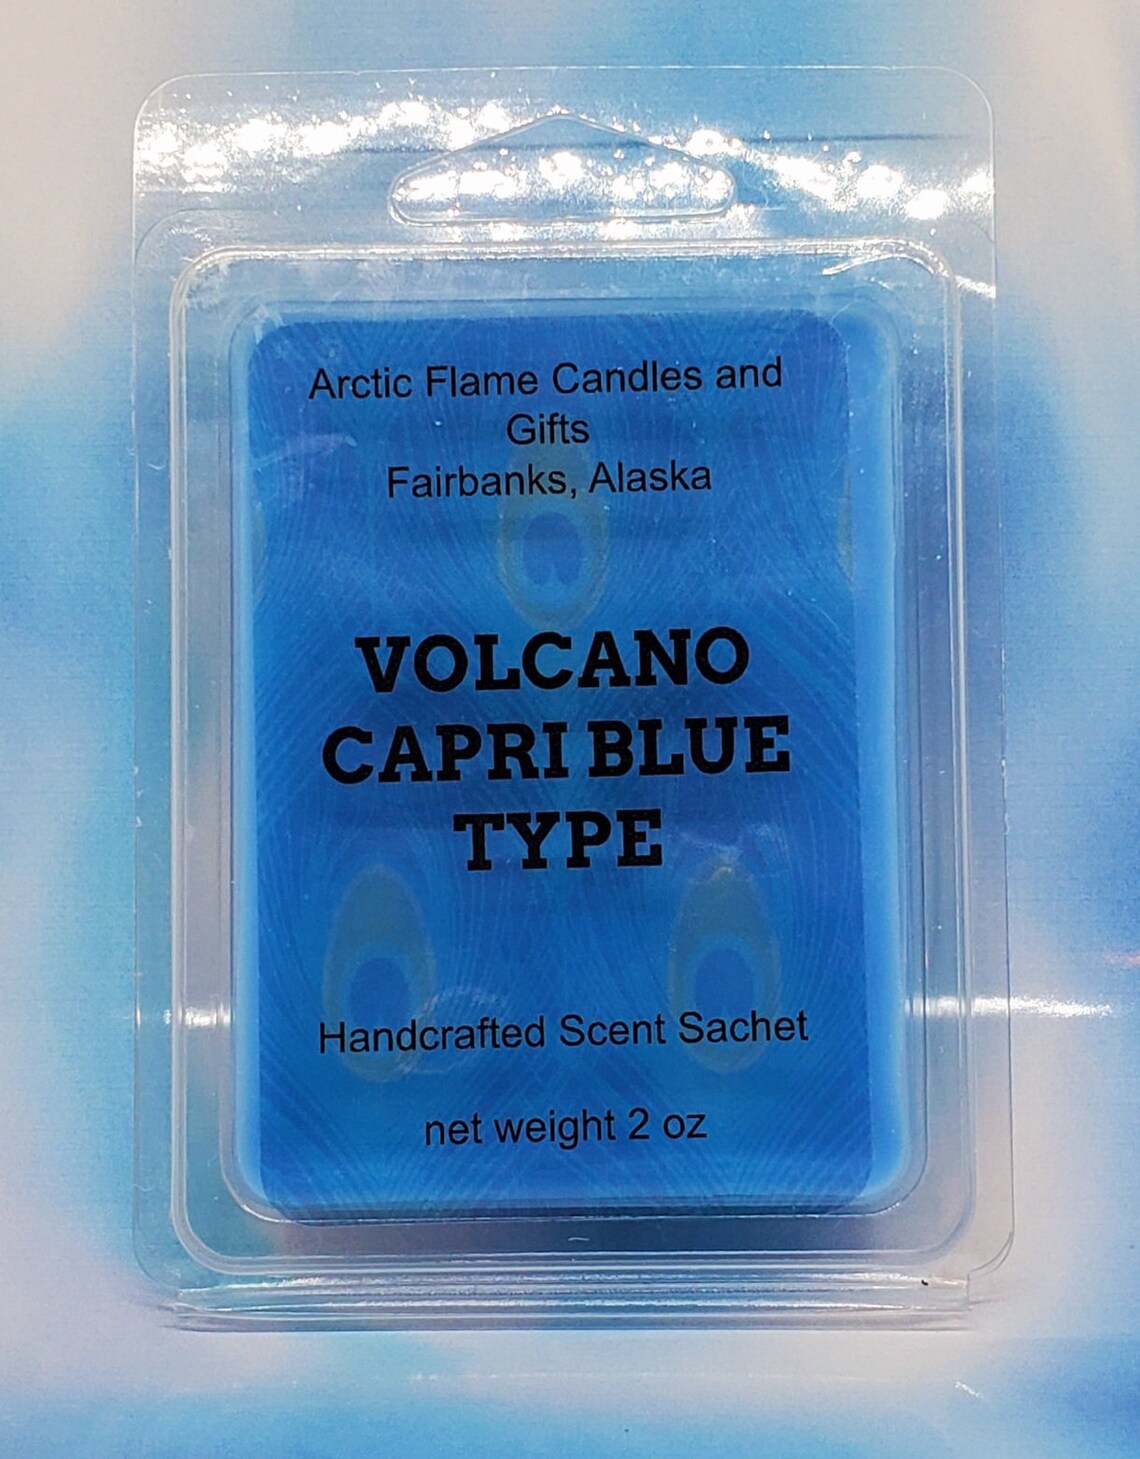 Arctic Flame Candles and
Gifts
Fairbanks, Alaska
VOLCANO
CAPRI BLUE
TYPE
Handcrafted Scent Sachet
net weight 2 oz